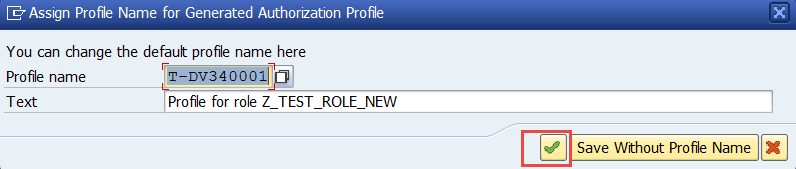 Assign Profile Name for Generated Authorization Profile
You can change the default profile name here
Profile name T-DV340001
Text Profile for role Z_TEST_ROLE_NEW
Save Without Profile Name